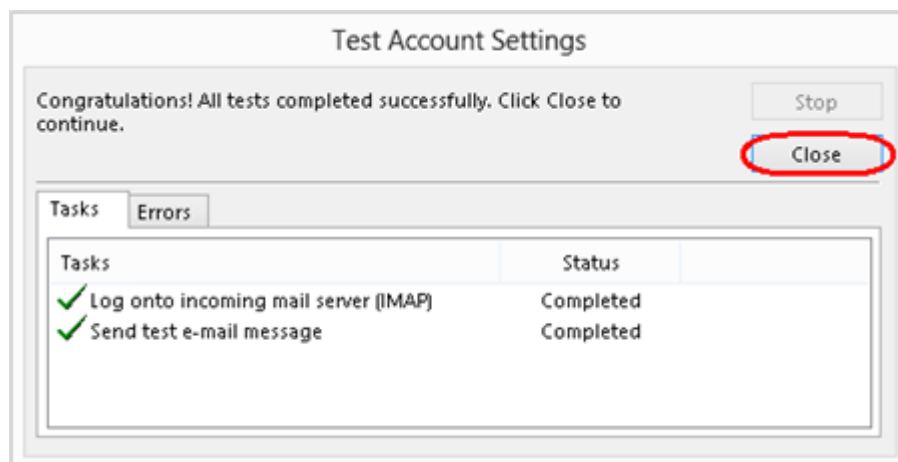 Test Account Settings
Congratulations! All tests completed successfully. Click Close to
continue.
Stop
Close
Tasks Errors
Tasks Status
Log onto incoming mail server (IMAP) Completed
Send test e-mail message Completed